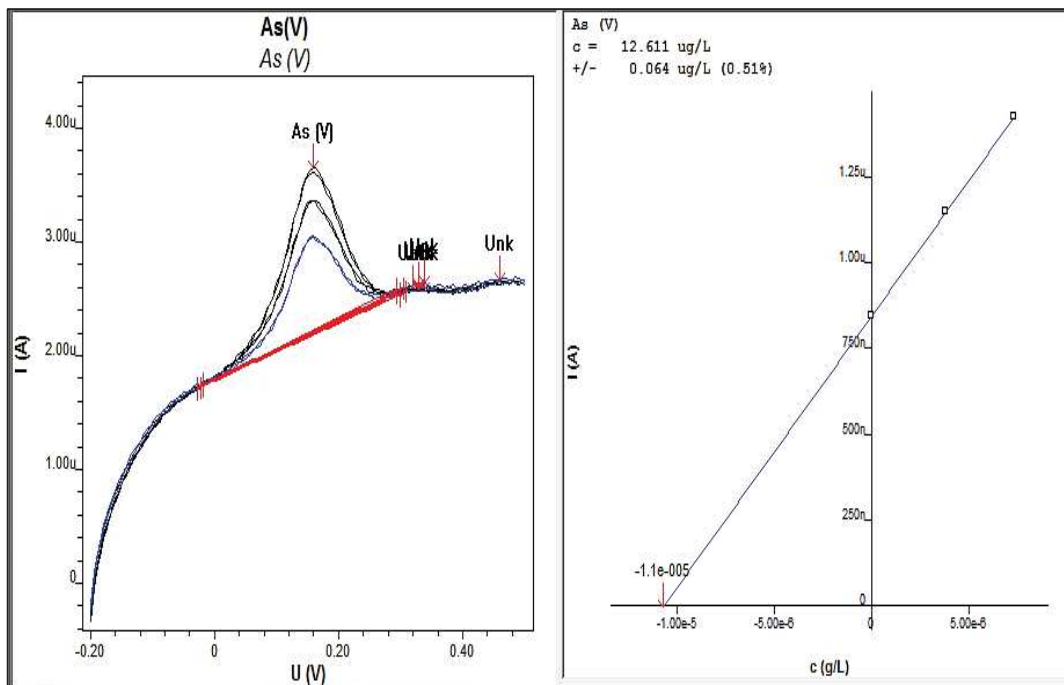 As(V)
As (V)
4.00u
3.00u
2.00u
1.00u
0
I (A)
As (V)
Unk
-0.20
0
0.20
0.40
U (V)
As (V)
c = 12.611 ug/L
+/- 0.064 ug/L (0.51%)
1.25u
1.00u
750n
500n
250n
0
I (A)
-1.1e-005
-1.00e-5
-5.00e-6
0
5.00e-6
c (g/L)